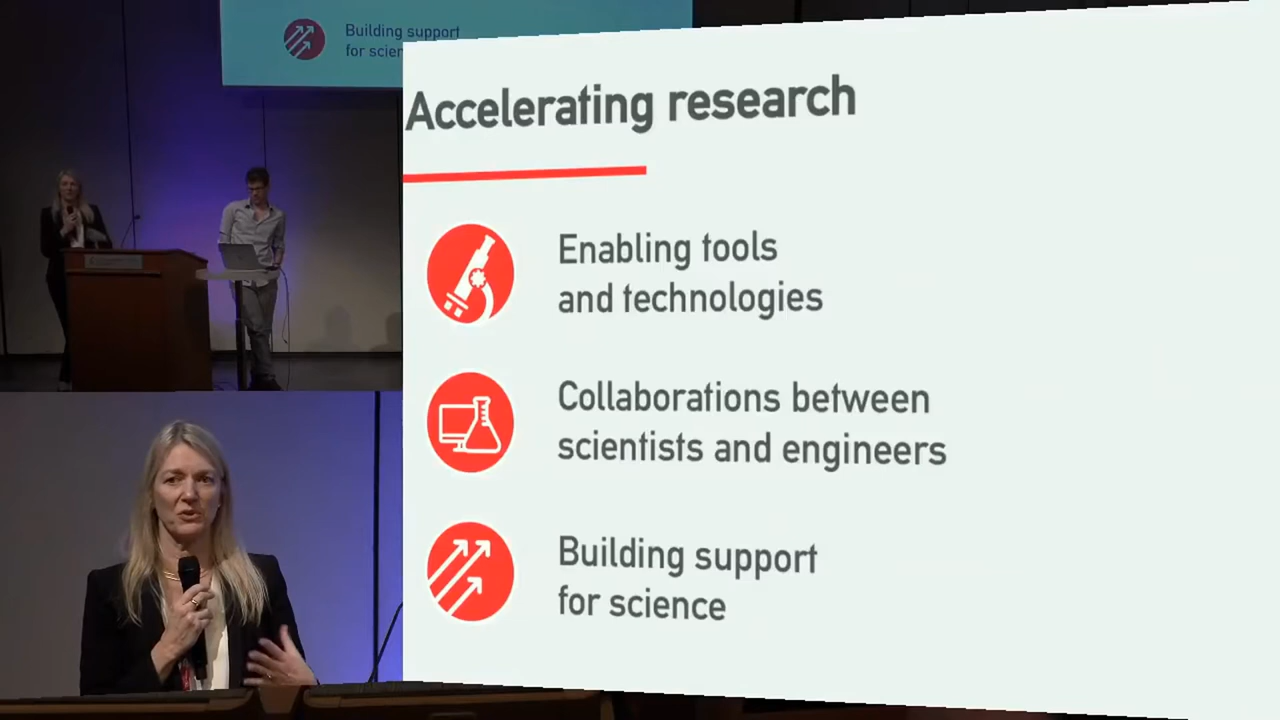 Building support
for scien
Accelerating research
Enabling tools
and technologies
Collaborations between
scientists and engineers
Building support
for science